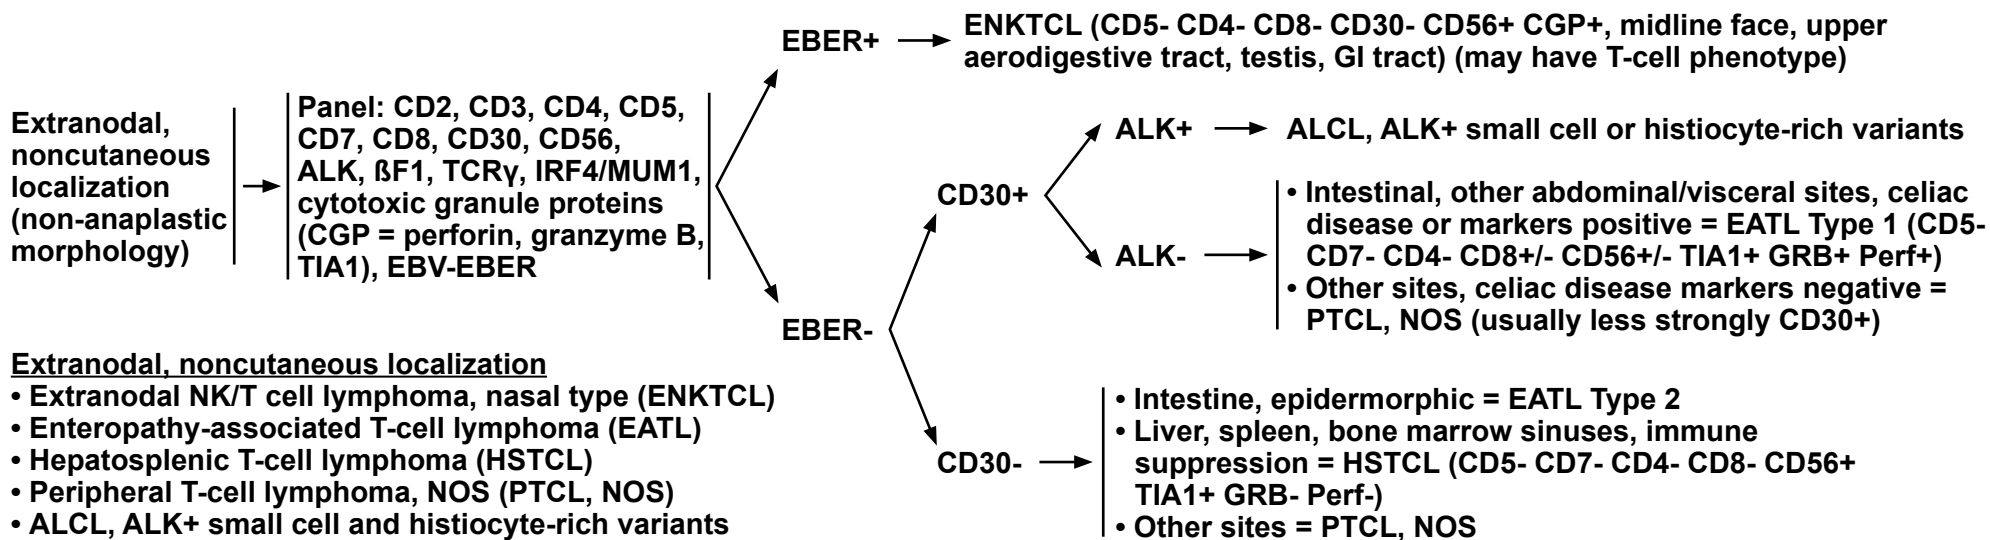 Extranodal,
noncutaneous
localization
(non-anaplastic
morphology)
Panel: CD2, CD3, CD4, CD5,
CD7, CD8, CD30, CD56,
ALK, ßF1, TCRγ, IRF4/MUM1,
cytotoxic granule proteins
(CGP = perforin, granzyme B,
TIA1), EBV-EBER
EBER+
ENKTCL (CD5- CD4- CD8- CD30- CD56+ CGP+, midline face, upper
aerodigestive tract, testis, GI tract) (may have T-cell phenotype)
EBER-
CD30+
ALK+
ALCL, ALK+ small cell or histiocyte-rich variants
ALK-
• Intestinal, other abdominal/visceral sites, celiac
disease or markers positive = EATL Type 1 (CD5-
CD7- CD4- CD8+/- CD56+/- TIA1+ GRB+ Perf+)
• Other sites, celiac disease markers negative =
PTCL, NOS (usually less strongly CD30+)
CD30-
• Intestine, epidermorphic = EATL Type 2
• Liver, spleen, bone marrow sinuses, immune
suppression = HSTCL (CD5- CD7- CD4- CD8- CD56+
TIA1+ GRB- Perf-)
• Other sites = PTCL, NOS
Extranodal, noncutaneous localization
• Extranodal NK/T cell lymphoma, nasal type (ENKTCL)
• Enteropathy-associated T-cell lymphoma (EATL)
• Hepatosplenic T-cell lymphoma (HSTCL)
• Peripheral T-cell lymphoma, NOS (PTCL, NOS)
• ALCL, ALK+ small cell and histiocyte-rich variants